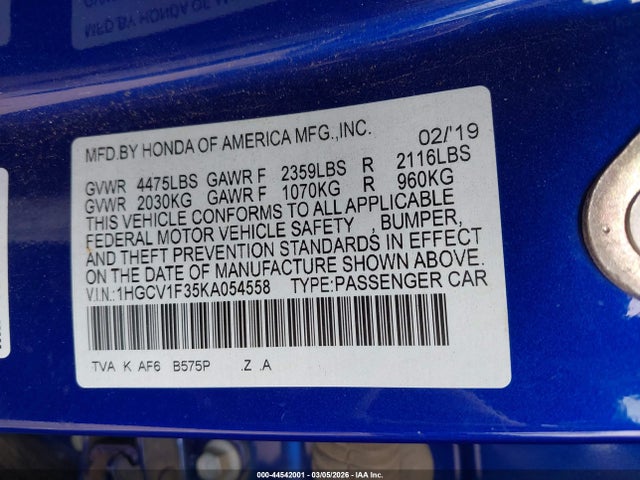 MFD.BY HONDA OF AMERICA MFG.,INC. 02/'19
GVWR 4475LBS GAWR F 2359LBS R 2116LBS
GVWR 2030KG GAWR F 1070KG R 960KG
THIS VEHICLE CONFORMS TO ALL APPLICABLE
FEDERAL MOTOR VEHICLE SAFETY , BUMPER,
AND THEFT PREVENTION STANDARDS IN EFFECT
ON THE DATE OF MANUFACTURE SHOWN ABOVE.
V.I.N.:1HGCV1F35KA054558 TYPE:PASSENGER CAR
TVA K AF6 B575P .Z .A
000-44542001 - 03/05/2026 - IAA Inc.